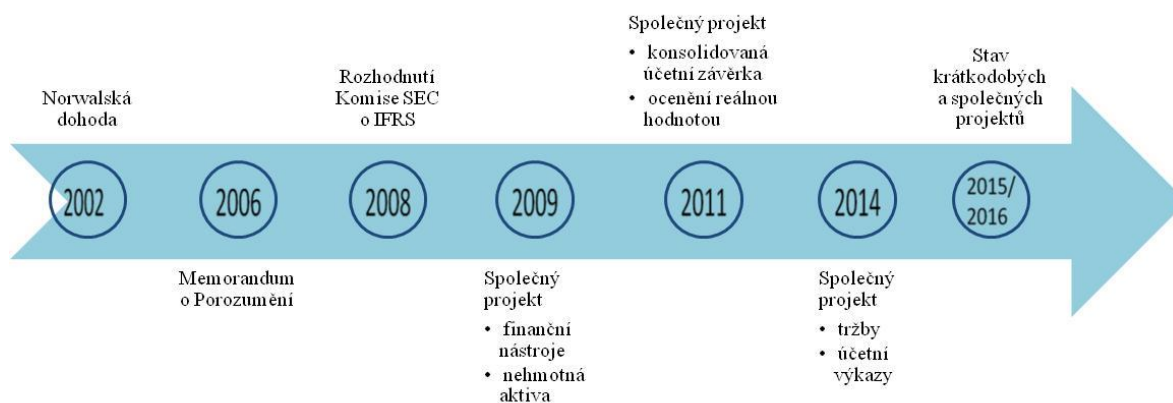 Norwalská
dohoda
2002
2006
Memorandum
o Porozumění
Rozhodnutí
Komise SEC
o IFRS
2008
2009
Společný
projekt
• finanční
nástroje
• nehmotná
aktiva
Společný projekt
• konsolidovaná
účetní závěrka
• ocenění reálnou
hodnotou
2011
2014
Společný
projekt
• tržby
• účetní
výkazy
Stav
krátkodobých
a společných
projektů
2015/
2016